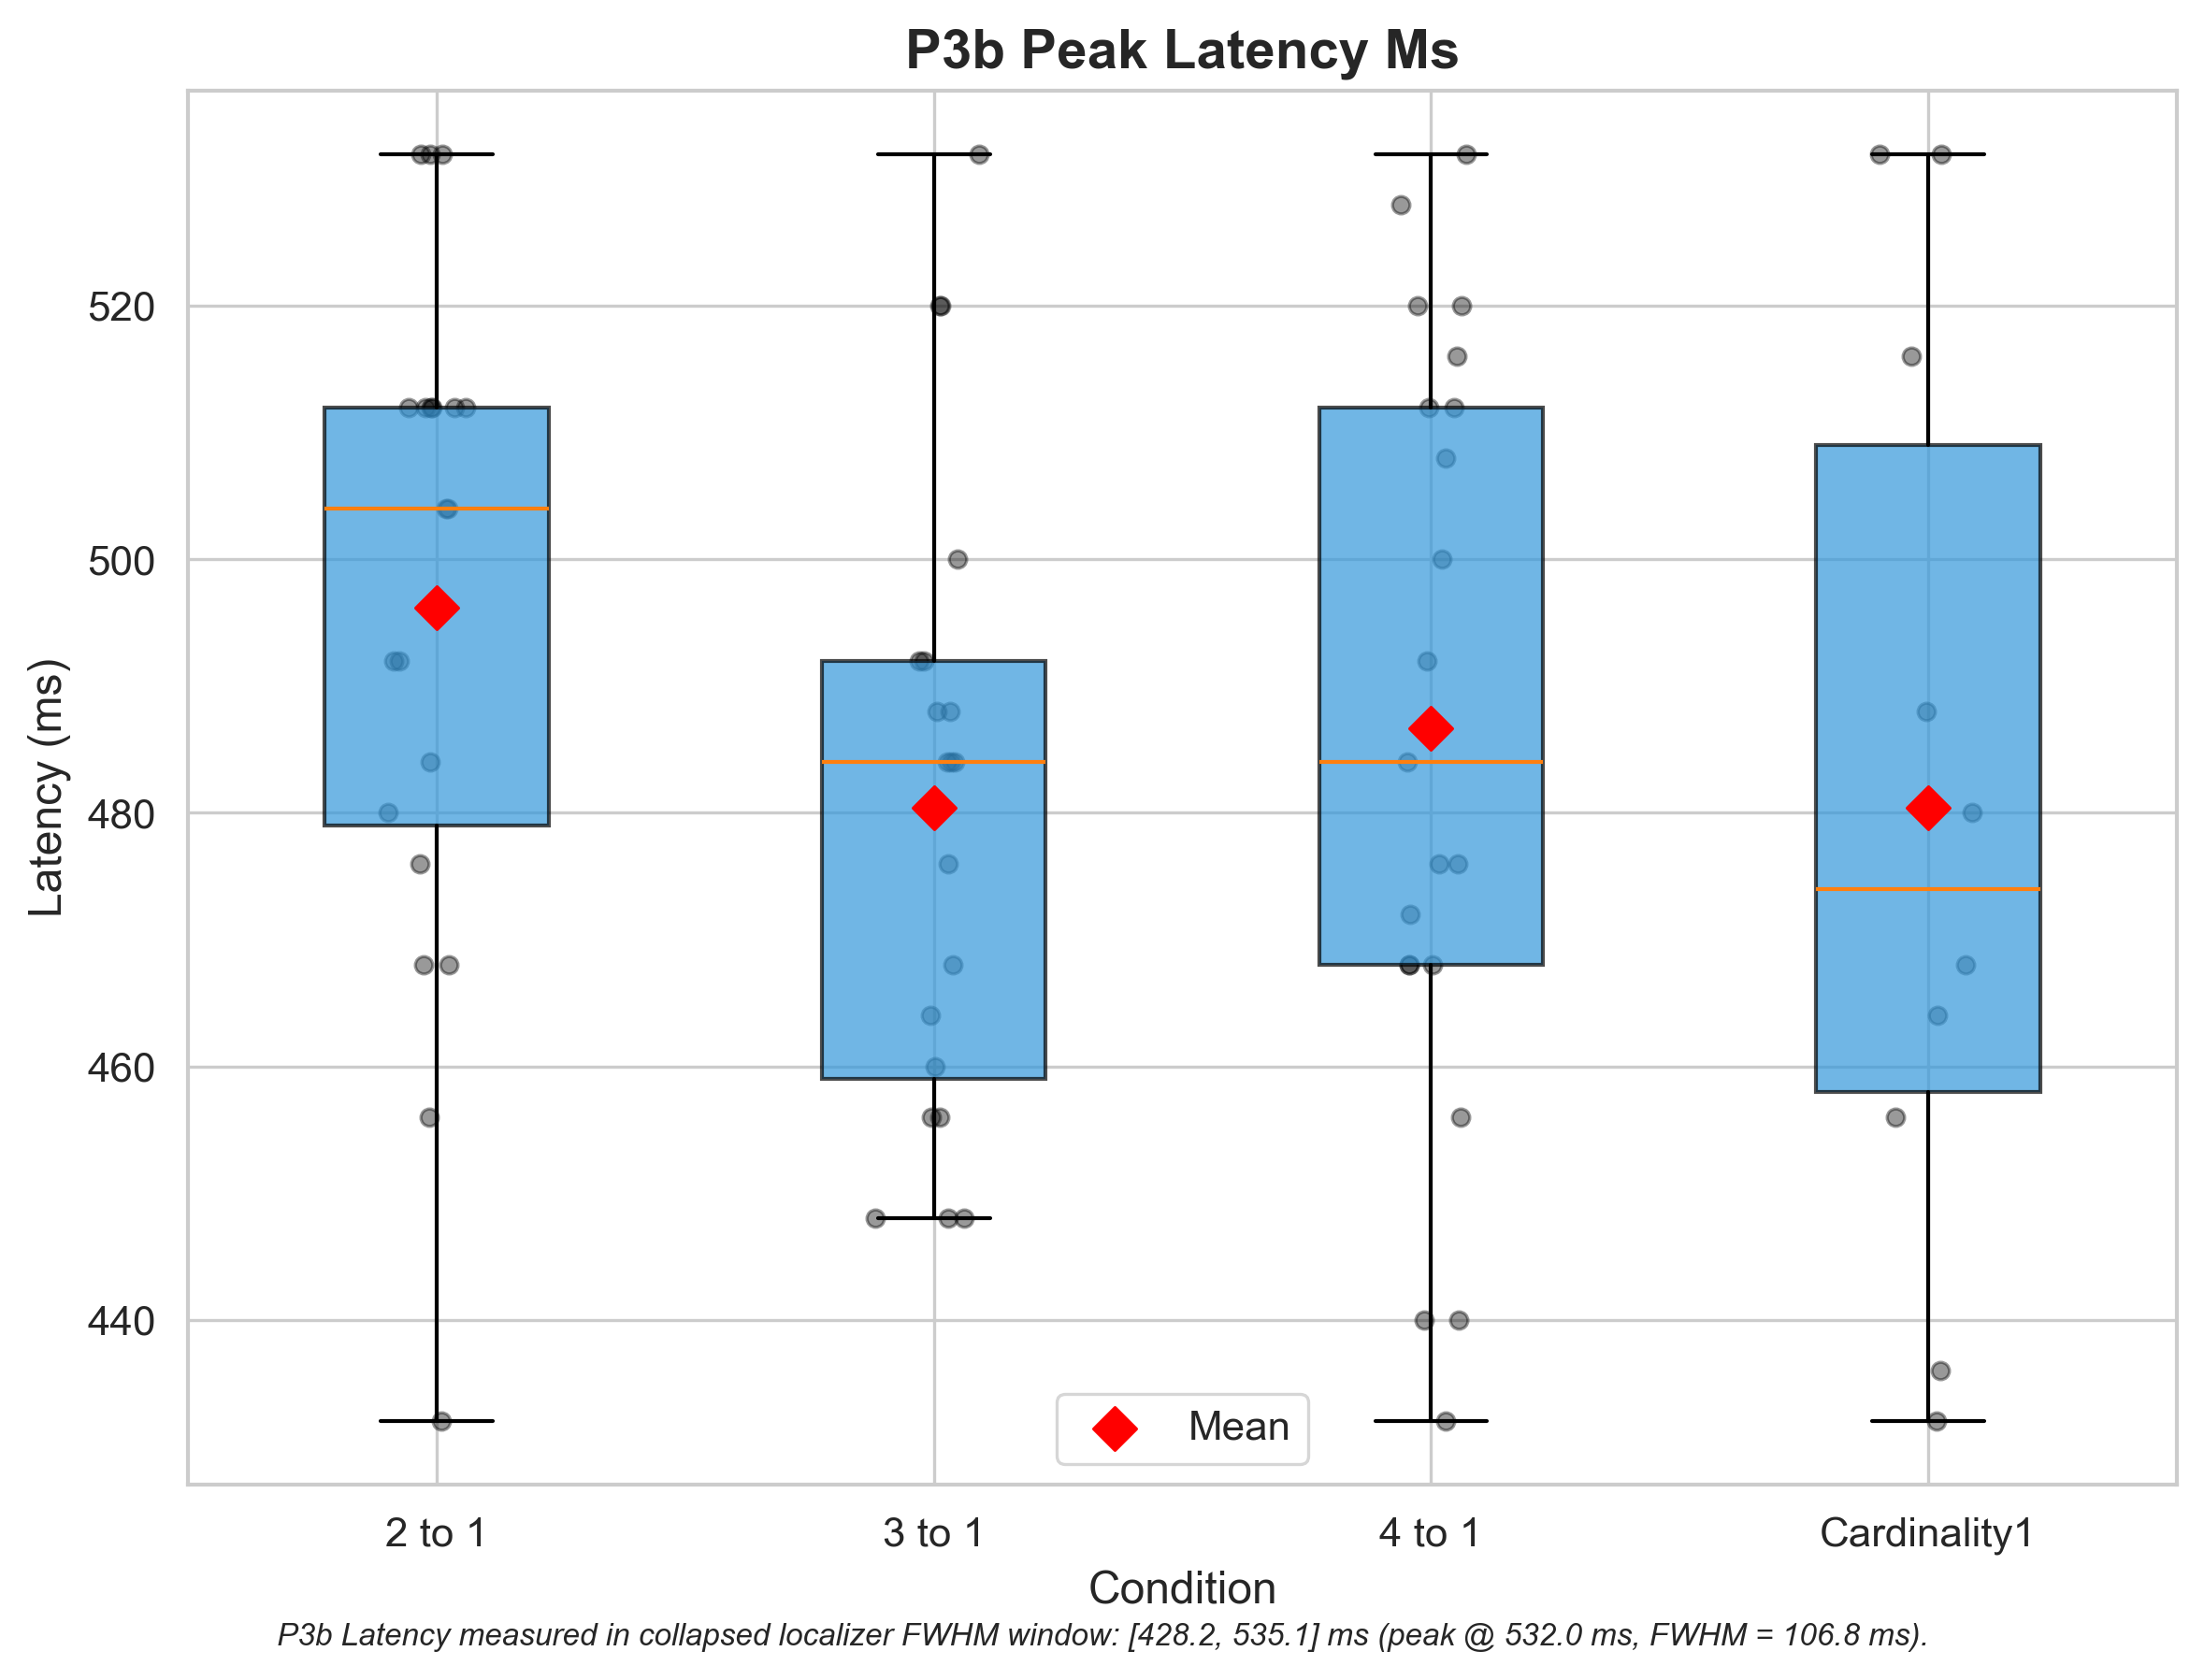 P3b Peak Latency Ms
Latency (ms)
520
500
480
460
440
Mean
2 to 1
3 to 1
4 to 1
Cardinality1
Condition
P3b Latency measured in collapsed localizer FWHM window: [428.2, 535.1] ms (peak @ 532.0 ms, FWHM = 106.8 ms).